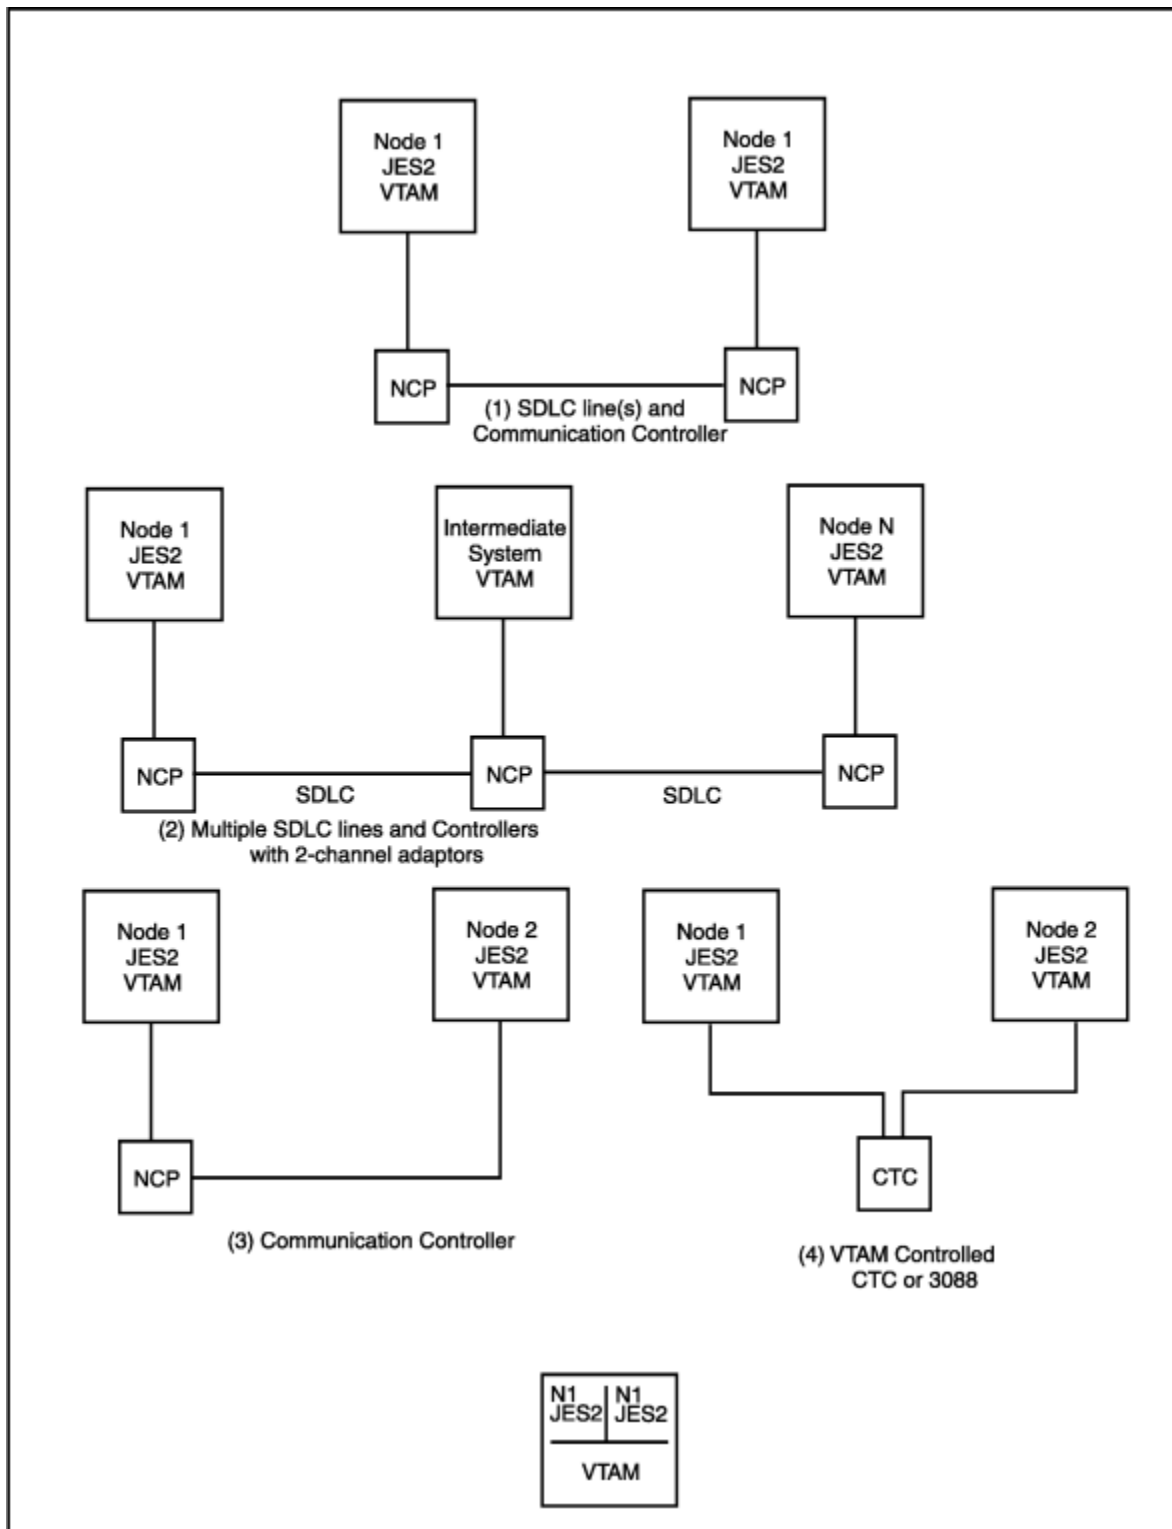 Node 1
JES2
VTAM
Node 1
JES2
VTAM
NCP
NCP
(1) SDLC line(s) and
Communication Controller
Node 1
JES2
VTAM
Intermediate
System
VTAM
Node N
JES2
VTAM
NCP
NCP
NCP
SDLC
SDLC
(2) Multiple SDLC lines and Controllers
with 2-channel adaptors
Node 1
JES2
VTAM
Node 2
JES2
VTAM
NCP
(3) Communication Controller
Node 1
JES2
VTAM
Node 2
JES2
VTAM
CTC
(4) VTAM Controlled
CTC or 3088
N1
JES2
N1
JES2
VTAM